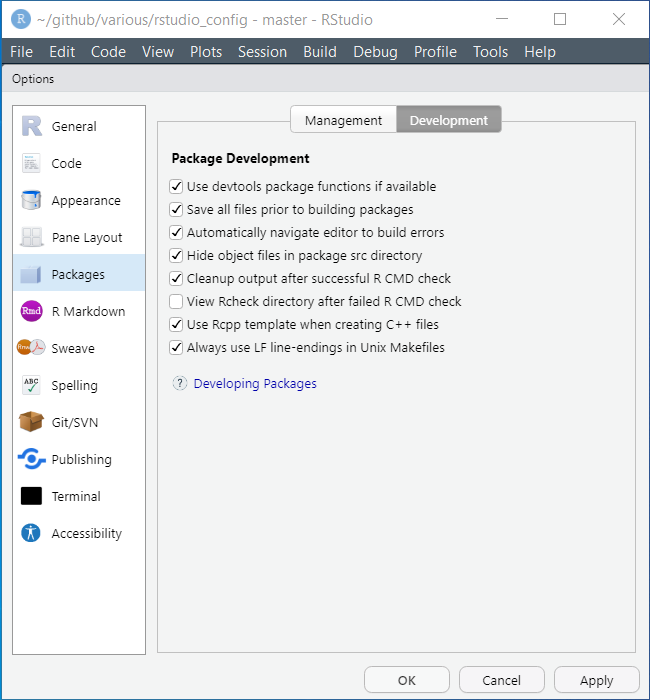 R ~/github/various/rstudio_config - master - RStudio
File Edit Code View Plots Session Build Debug Profile Tools Help
Options
R General
Code
Appearance
Pane Layout
Packages
Rmd R Markdown
Rnw Sweave
ABC Spelling
Git/SVN
Publishing
Terminal
Accessibility
Management Development
Package Development
Use devtools package functions if available
Save all files prior to building packages
Automatically navigate editor to build errors
Hide object files in package src directory
Cleanup output after successful R CMD check
View Rcheck directory after failed R CMD check
Use Rcpp template when creating C++ files
Always use LF line-endings in Unix Makefiles
? Developing Packages
OK Cancel Apply